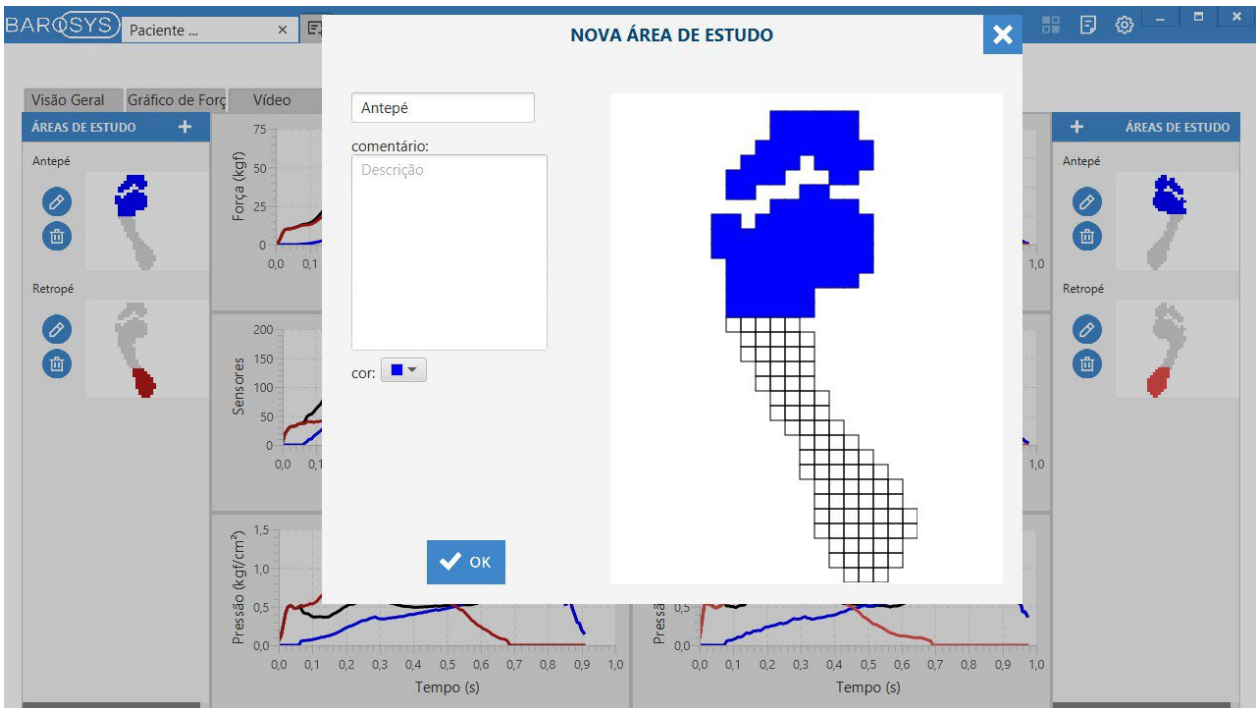 BAROSYS
Paciente ...
NOVA ÁREA DE ESTUDO
Visão Geral
Gráfico de Forç
Vídeo
ÁREAS DE ESTUDO
+
Antepé
Retropé
75
50
25
0
Força (kgf)
0,0 0,1
200
150
100
50
0
Sensores
0,0 0,1
1,5
1,0
0,5
0,0
Pressão (kgf/cm²)
0,0 0,1 0,2 0,3 0,4 0,5 0,6 0,7 0,8 0,9 1,0
Tempo (s)
Antepé
comentário:
Descrição
cor:
OK
1,0
1,0
0,5
0,0
Pressã
0,0 0,1 0,2 0,3 0,4 0,5 0,6 0,7 0,8 0,9 1,0
Tempo (s)
+
ÁREAS DE ESTUDO
Antepé
Retropé